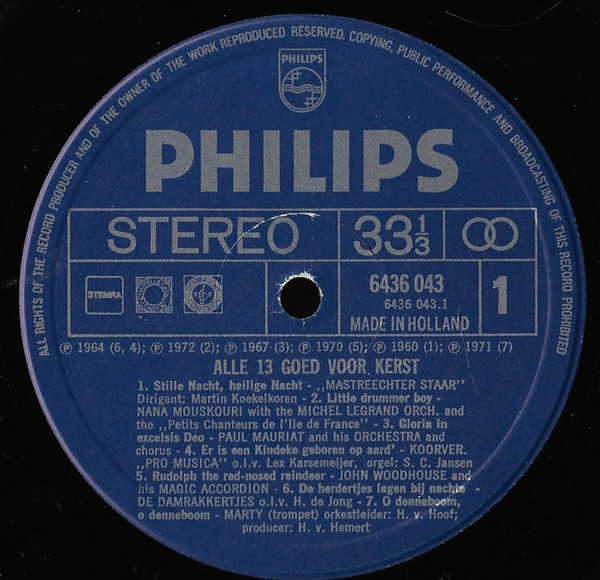 ALL RIGHTS OF THE RECORD PRODUCER AND OF THE OWNER OF THE WORK REPRODUCED RESERVED. COPYING, PUBLIC PERFORMANCE AND BROADCASTING OF THIS RECORD PROHIBITED
PHILIPS
PHILIPS
STEREO 33 1/3
STEMRA
6436 043
6436 043.1
MADE IN HOLLAND
1
Ⓟ 1964 (6, 4); Ⓟ 1972 (2); Ⓟ 1967 (3); Ⓟ 1970 (5); Ⓟ 1960 (1); Ⓟ 1971 (7)
ALLE 13 GOED VOOR KERST
1. Stille Nacht, heilige Nacht - ,,MASTREECHTER STAAR"
Dirigent: Martin Koekelkoren - 2. Little drummer boy -
NANA MOUSKOURI with the MICHEL LEGRAND ORCH. and
the ,,Petits Chanteurs de l'Ile de France" - 3. Gloria in
excelsis Deo - PAUL MAURIAT and his ORCHESTRA and
chorus - 4. Er is een Kindeke geboren op aard' - KOORVER.
,,PRO MUSICA" o.l.v. Lex Karsemeijer, orgel: S. C. Jansen
5. Rudolph the red-nosed reindeer - JOHN WOODHOUSE and
his MAGIC ACCORDION - 6. De herdertjes lagen bij nachte -
DE DAMRAKKERTJES o.l.v. H. de Jong - 7. O denneboom,
o denneboom - MARTY (trompet) orkestleider: H. v. Hoof;
producer: H. v. Hemert